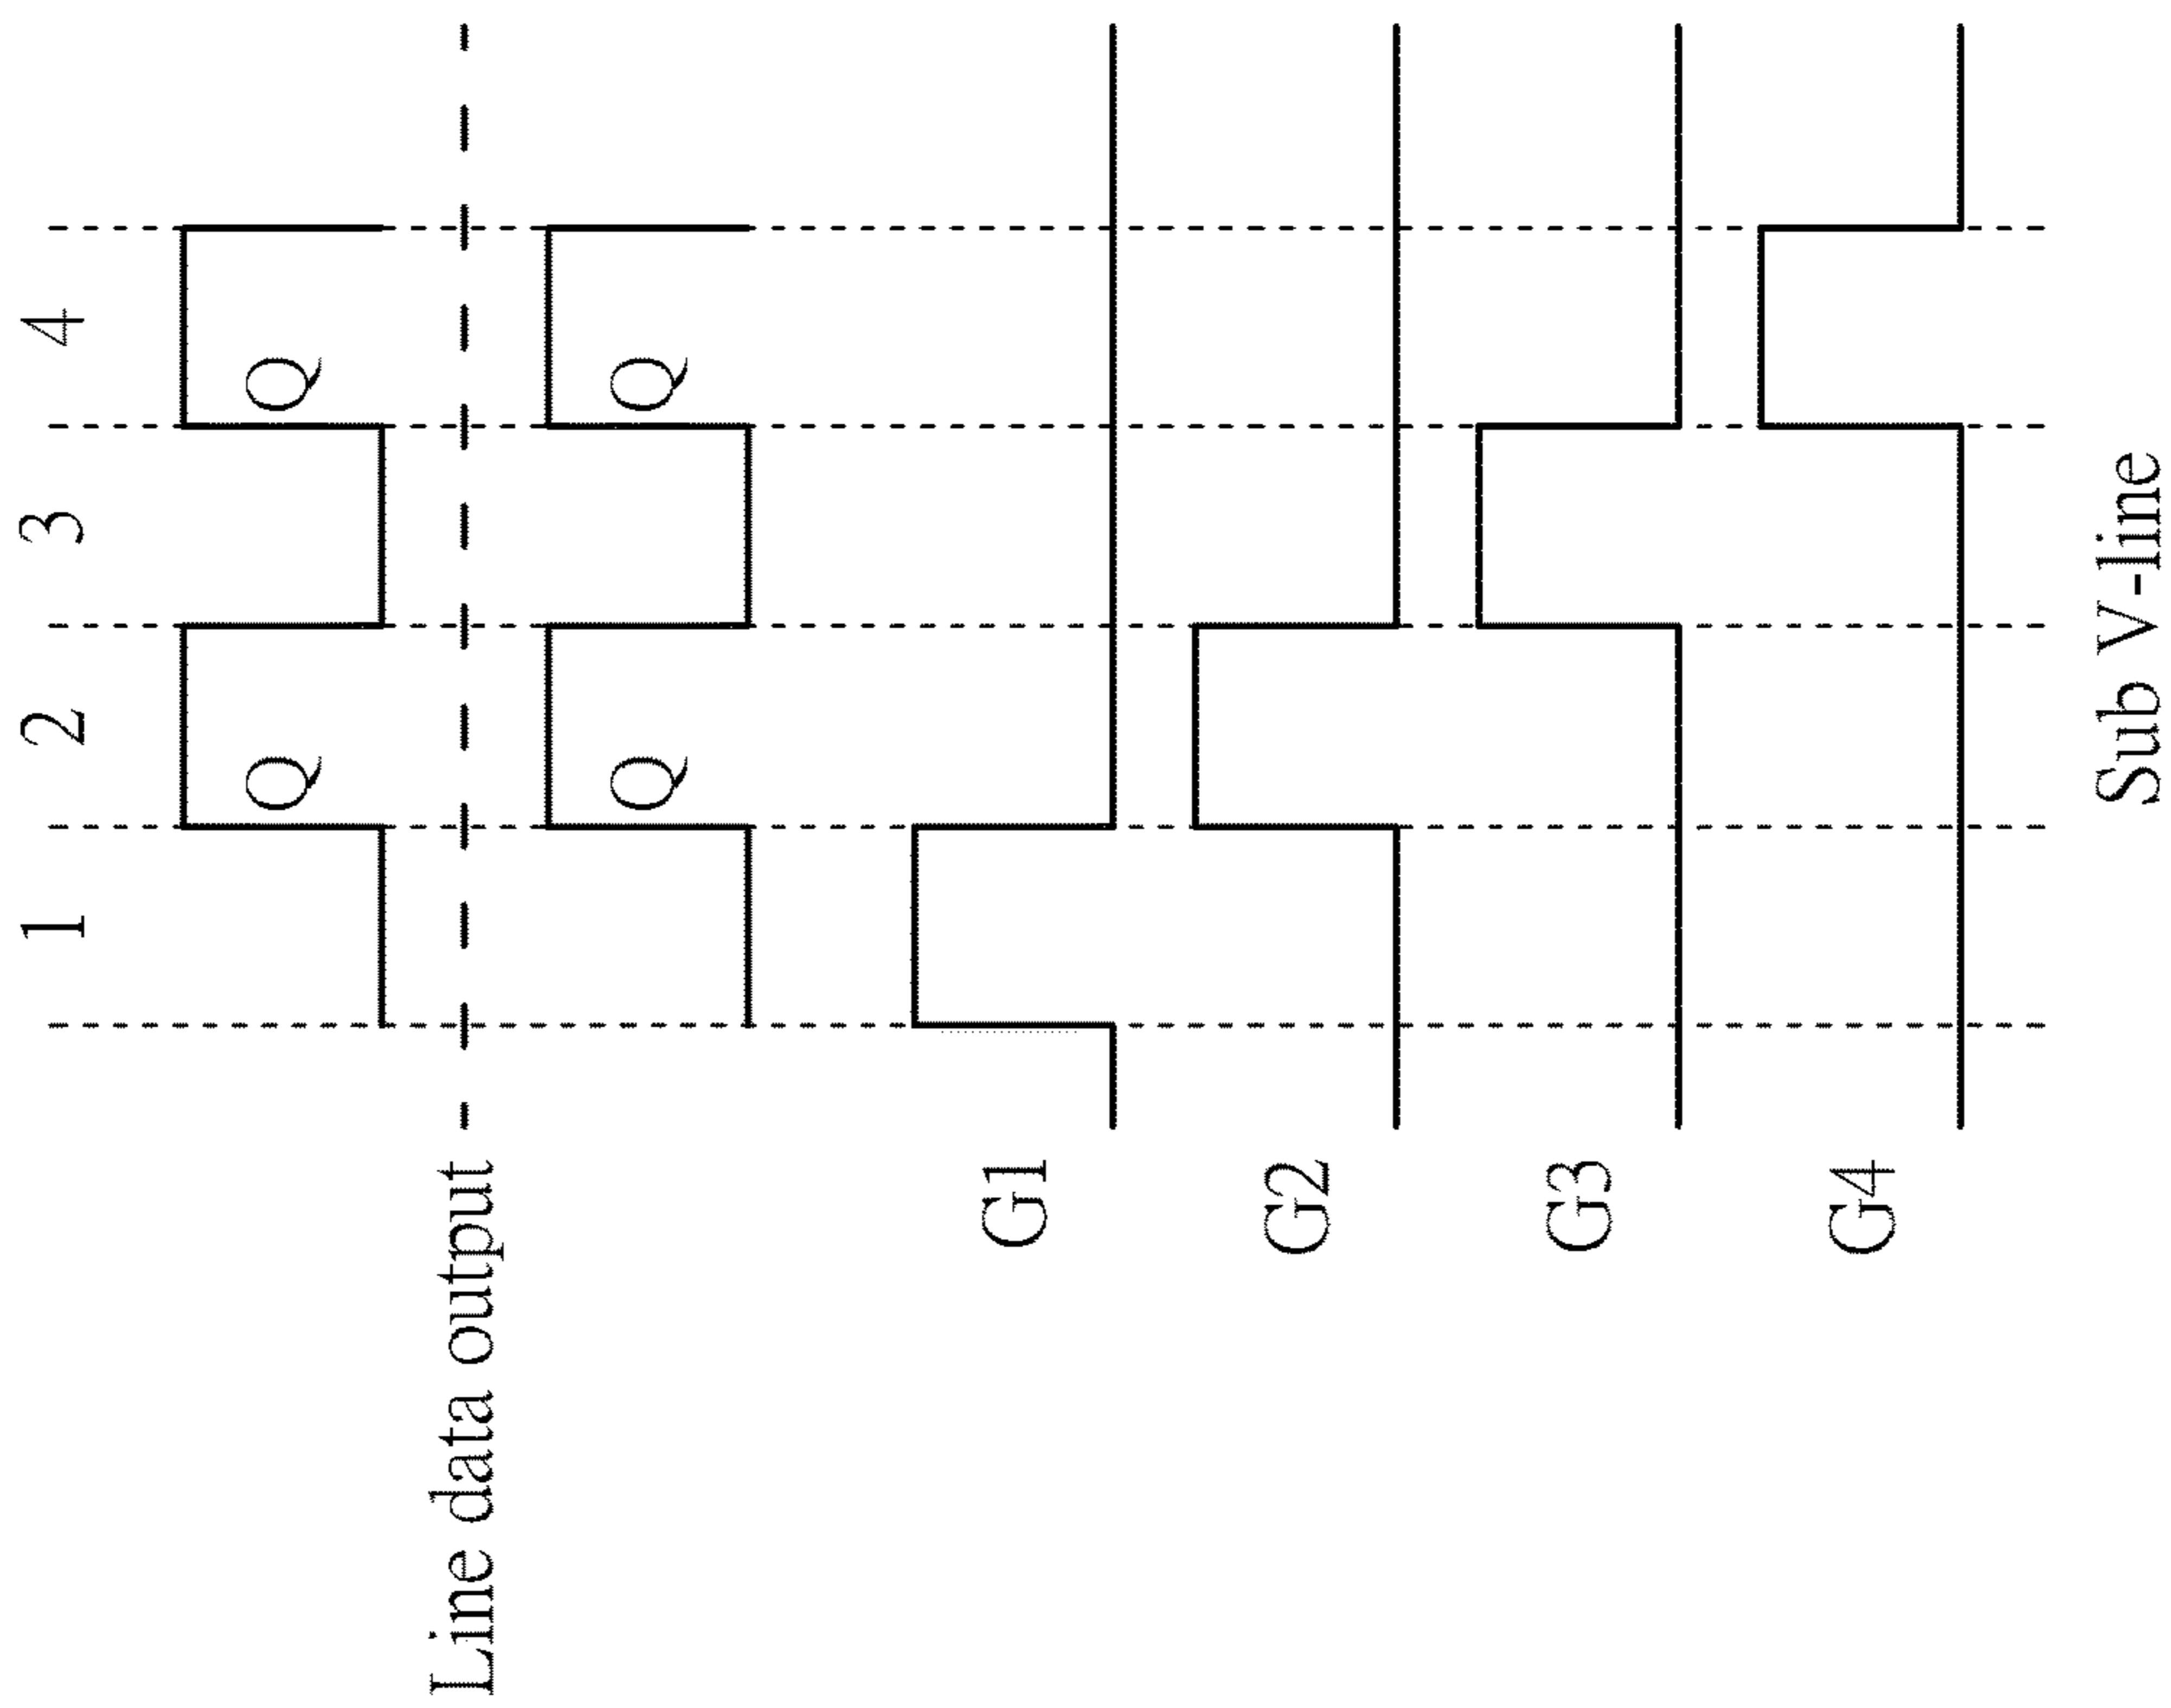 1 2 3 4
Q Q
Line data output
Q Q
G1
G2
G3
G4
Sub V-line